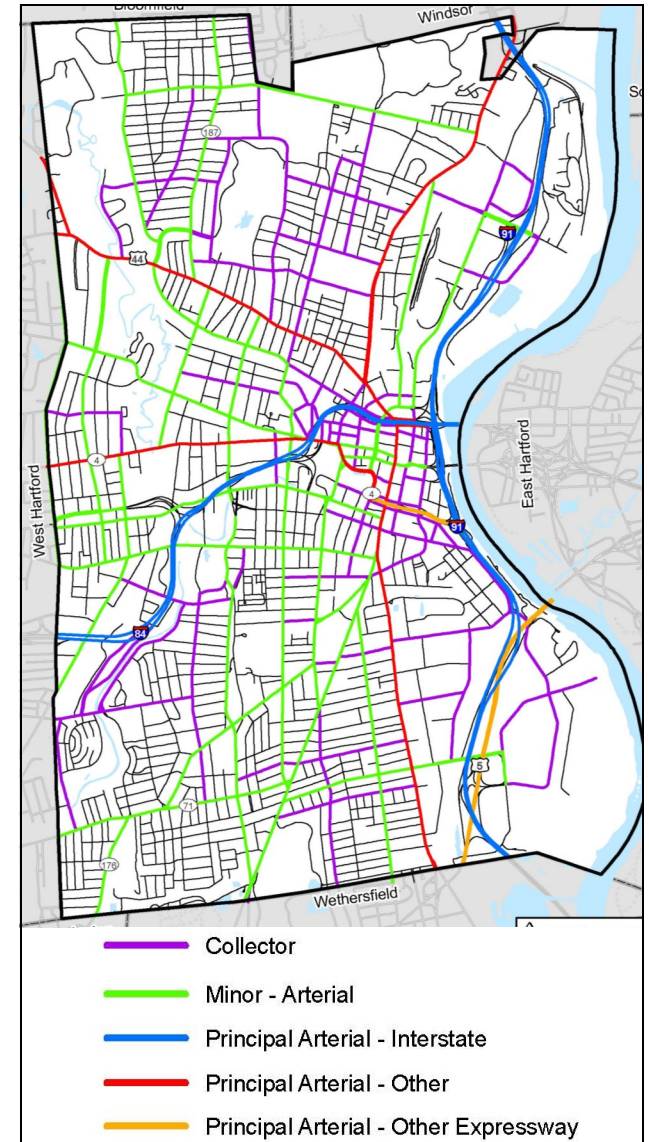 Windsor
187
91
44
4
West Hartford
East Hartford
4
91
84
5
71
176
Wethersfield
Collector
Minor - Arterial
Principal Arterial - Interstate
Principal Arterial - Other
Principal Arterial - Other Expressway